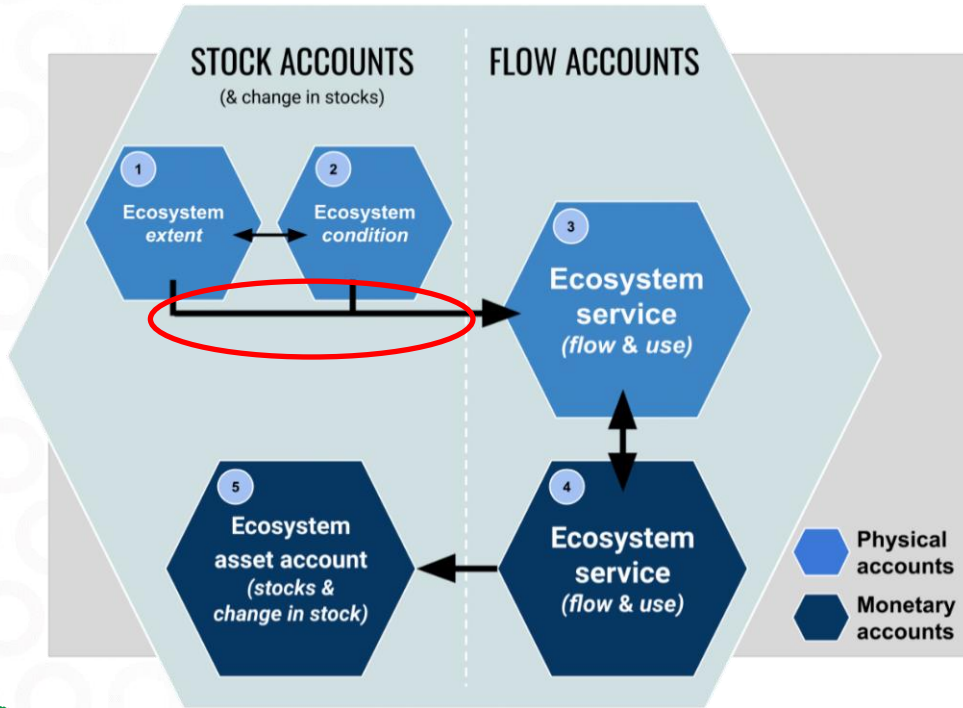 STOCK ACCOUNTS
(& change in stocks)
FLOW ACCOUNTS
1
Ecosystem
extent
2
Ecosystem
condition
3
Ecosystem
service
(flow & use)
5
Ecosystem
asset account
(stocks &
change in stock)
4
Ecosystem
service
(flow & use)
Physical
accounts
Monetary
accounts